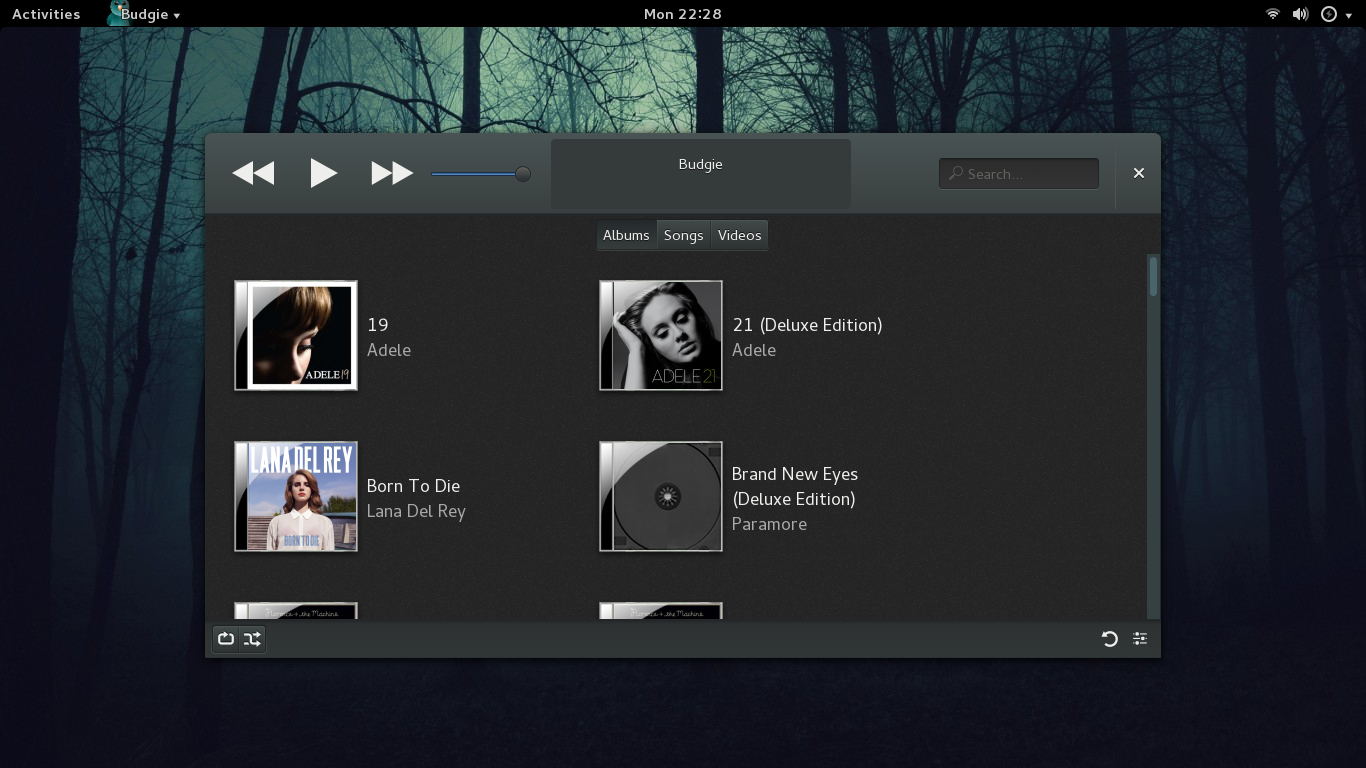 Activities
Budgie
Mon 22:28
Budgie
Search...
Albums
Songs
Videos
ADELE 19
19
Adele
ADELE 21
21 (Deluxe Edition)
Adele
LANA DEL REY
BORN TO DIE
Born To Die
Lana Del Rey
Brand New Eyes
(Deluxe Edition)
Paramore
Florence + the Machine
Florence + the Machine